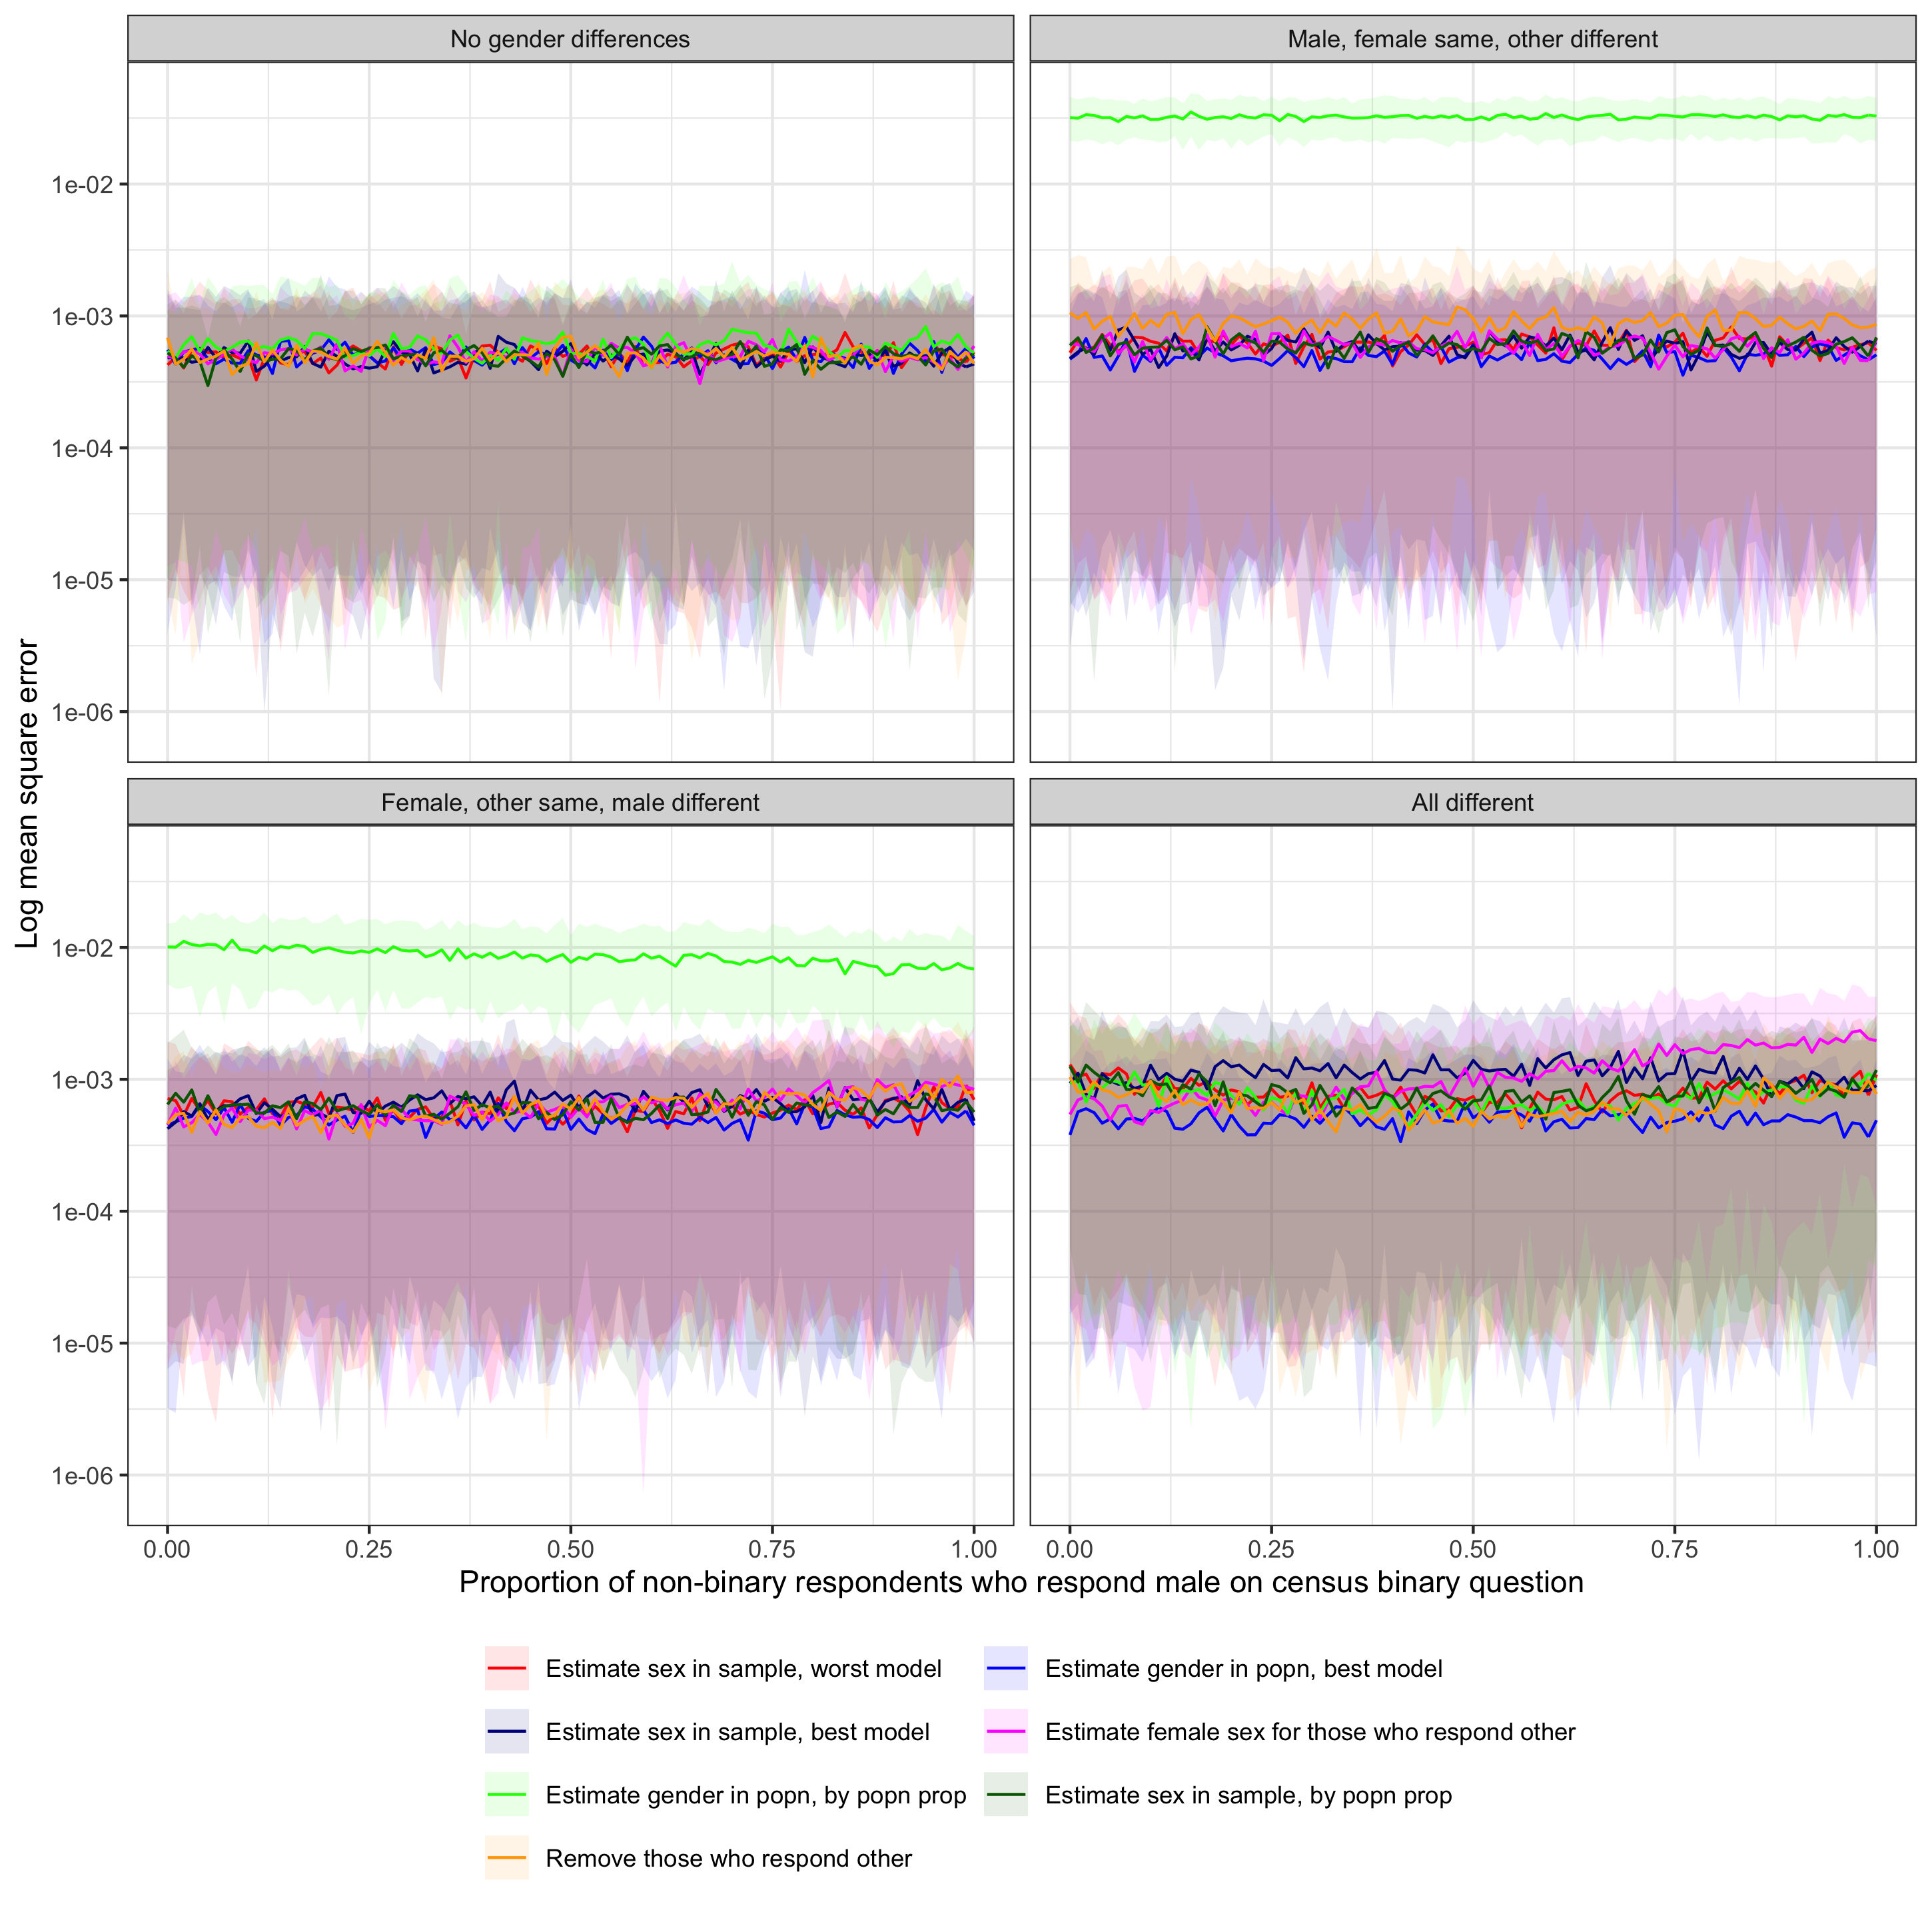 No gender differences
Male, female same, other different
1e-02
1e-03
1e-04
1e-05
1e-06
Log mean square error
Female, other same, male different
All different
1e-02
1e-03
1e-04
1e-05
1e-06
0.00 0.25 0.50 0.75 1.00
0.00 0.25 0.50 0.75 1.00
Proportion of non-binary respondents who respond male on census binary question
Estimate sex in sample, worst model
Estimate gender in popn, best model
Estimate sex in sample, best model
Estimate female sex for those who respond other
Estimate gender in popn, by popn prop
Estimate sex in sample, by popn prop
Remove those who respond other